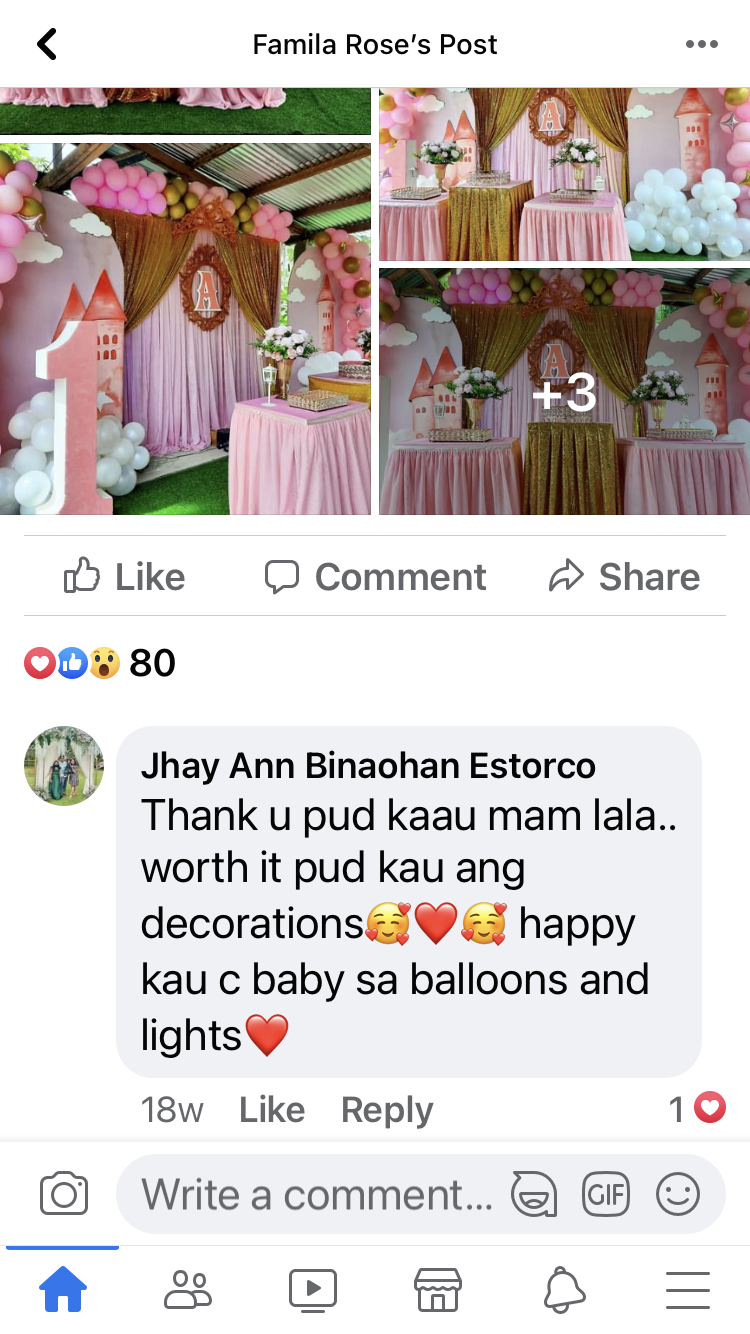 Famila Rose's Post
A
A
1
A
+3
Like Comment Share
80
Jhay Ann Binaohan Estorco
Thank u pud kaau mam lala..
worth it pud kau ang
decorations🥰❤️🥰 happy
kau c baby sa balloons and
lights❤️
18w Like Reply 1
Write a comment... GIF